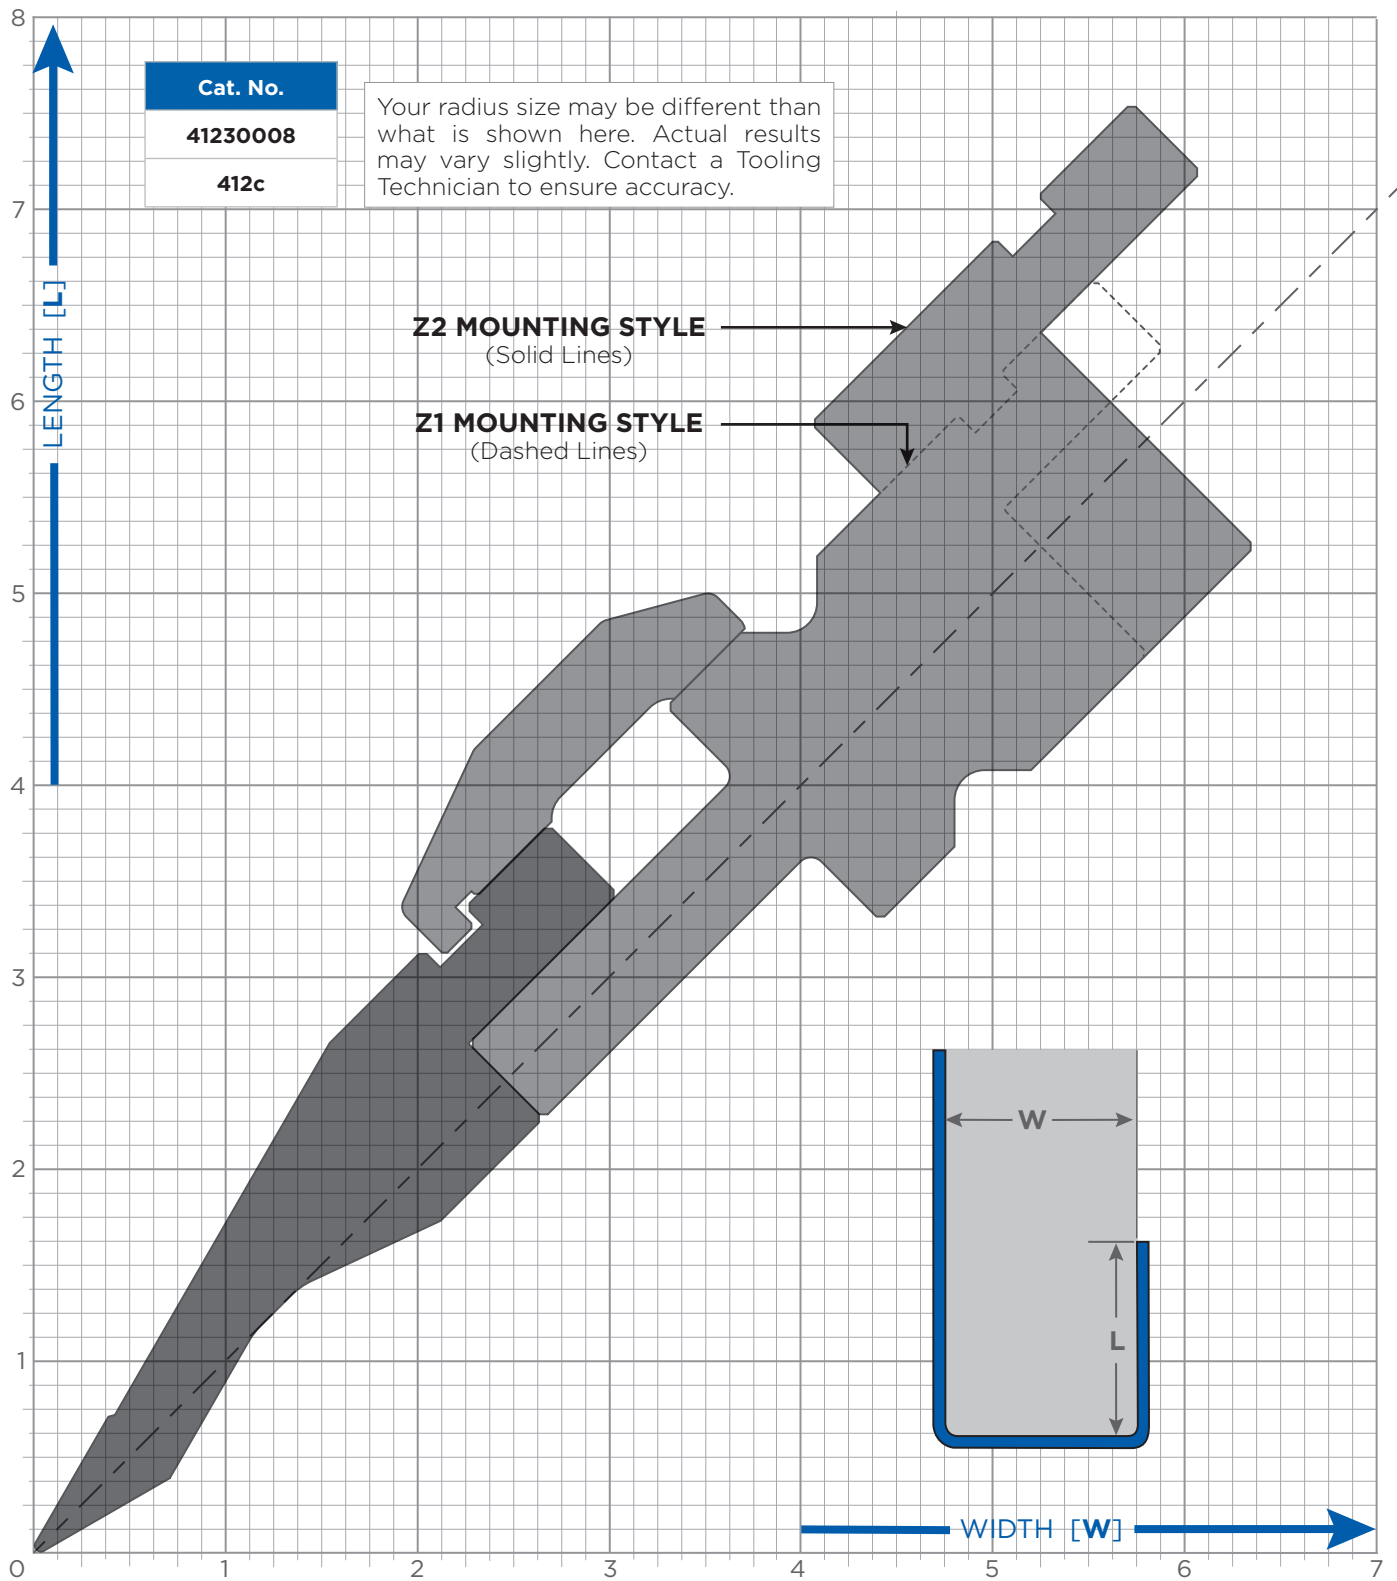 8
Cat. No.
41230008
412c
Your radius size may be different than
what is shown here. Actual results
may vary slightly. Contact a Tooling
Technician to ensure accuracy.
7
LENGTH [L]
Z2 MOUNTING STYLE
(Solid Lines)
6
Z1 MOUNTING STYLE
(Dashed Lines)
5
4
3
W
2
L
1
WIDTH [W]
0 1 2 3 4 5 6 7